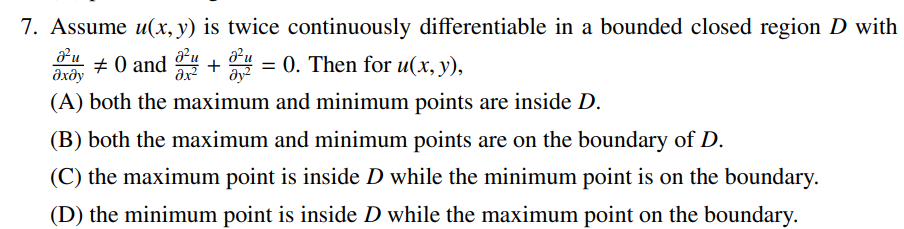 7. Assume u(x, y) is twice continuously differentiable in a bounded closed region D with
∂²u/∂x∂y ≠ 0 and ∂²u/∂x² + ∂²u/∂y² = 0. Then for u(x, y),
(A) both the maximum and minimum points are inside D.
(B) both the maximum and minimum points are on the boundary of D.
(C) the maximum point is inside D while the minimum point is on the boundary.
(D) the minimum point is inside D while the maximum point on the boundary.